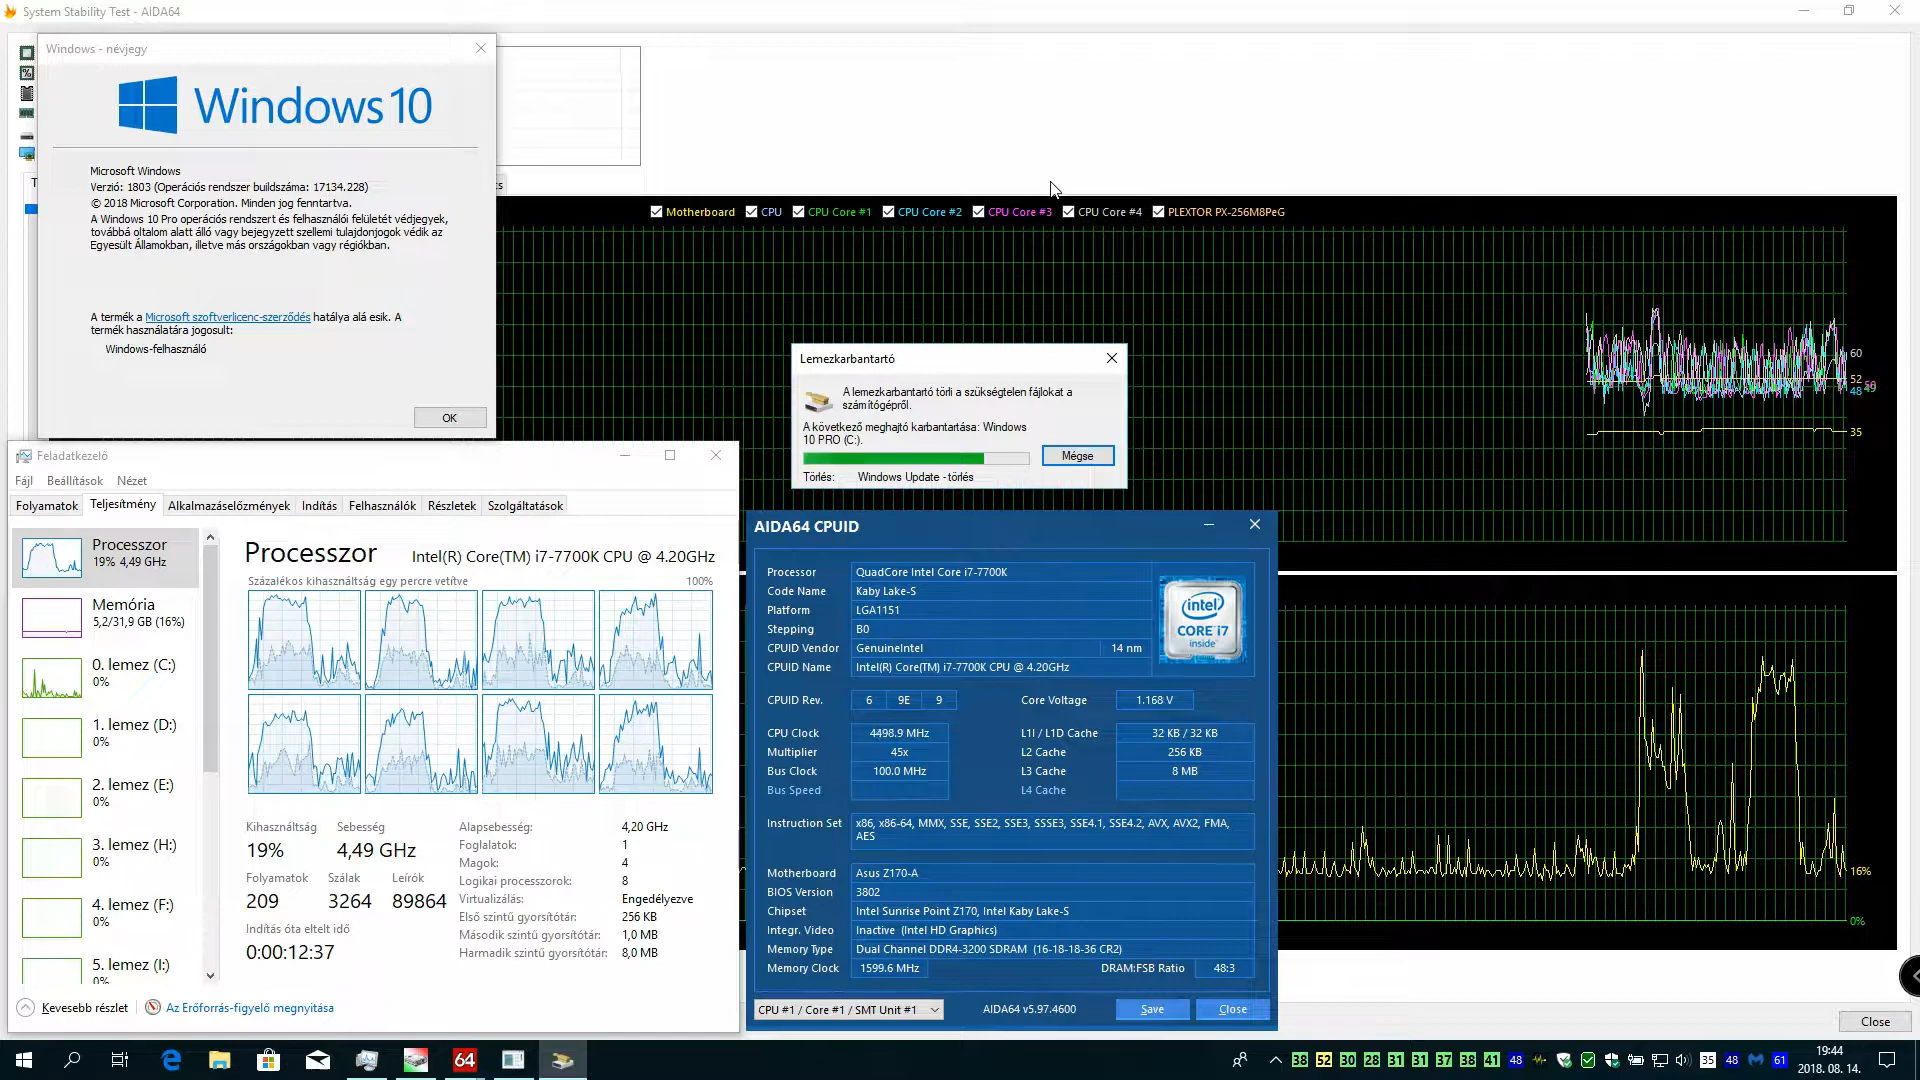 System Stability Test - AIDA64
Windows - névjegy
Windows 10
Microsoft Windows
Verzió: 1803 (Operációs rendszer buildszáma: 17134.228)
© 2018 Microsoft Corporation. Minden jog fenntartva.
A Windows 10 Pro operációs rendszert és felhasználói felületét védjegyek,
továbbá oltalom alatt álló vagy bejegyzett szellemi tulajdonjogok védik az
Egyesült Államokban, illetve más országokban vagy régiókban.
A termék a Microsoft szoftverlicenc-szerződés hatálya alá esik. A
termék használatára jogosult:
Windows-felhasználó
OK
Motherboard CPU CPU Core #1 CPU Core #2 CPU Core #3 CPU Core #4 PLEXTOR PX-256M8PeG
60
52
35
Lemezkarbantartó
A lemezkarbantartó törli a szükségtelen fájlokat a
számítógépről.
A következő meghajtó karbantartása: Windows
10 PRO (C:).
Mégse
Törlés: Windows Update - törlés
Feladatkezelő
Fájl Beállítások Nézet
Folyamatok Teljesítmény Alkalmazáselőzmények Indítás Felhasználók Részletek Szolgáltatások
Processzor
19% 4,49 GHz
Memória
5,2/31,9 GB (16%)
0. lemez (C:)
0%
1. lemez (D:)
0%
2. lemez (E:)
0%
3. lemez (H:)
0%
4. lemez (F:)
0%
5. lemez (I:)
0%
Processzor Intel(R) Core(TM) i7-7700K CPU @ 4.20GHz
Százalékos kihasználtság egy percre vetítve 100%
Kihasználtság Sebesség
19% 4,49 GHz
Folyamatok Szálak Leírók
209 3264 89864
Indítás óta eltelt idő
0:00:12:37
Alapsebesség: 4,20 GHz
Foglalatok: 1
Magok: 4
Logikai processzorok: 8
Virtualizálás: Engedélyezve
Első szintű gyorsítótár: 256 KB
Második szintű gyorsítótár: 1,0 MB
Harmadik szintű gyorsítótár: 8,0 MB
Kevesebb részlet Az Erőforrás-figyelő megnyitása
AIDA64 CPUID
Processor QuadCore Intel Core i7-7700K
Code Name Kaby Lake-S
Platform LGA1151
Stepping B0
CPUID Vendor GenuineIntel 14 nm
CPUID Name Intel(R) Core(TM) i7-7700K CPU @ 4.20GHz
intel
CORE i7
inside
CPUID Rev. 6 9E 9 Core Voltage 1.168 V
CPU Clock 4498.9 MHz L1I / L1D Cache 32 KB / 32 KB
Multiplier 45x L2 Cache 256 KB
Bus Clock 100.0 MHz L3 Cache 8 MB
Bus Speed L4 Cache
Instruction Set x86, x86-64, MMX, SSE, SSE2, SSE3, SSSE3, SSE4.1, SSE4.2, AVX, AVX2, FMA,
AES
Motherboard Asus Z170-A
BIOS Version 3802
Chipset Intel Sunrise Point Z170, Intel Kaby Lake-S
Integr. Video Inactive (Intel HD Graphics)
Memory Type Dual Channel DDR4-3200 SDRAM (16-18-18-36 CR2)
Memory Clock 1599.6 MHz DRAM:FSB Ratio 48:3
CPU #1 / Core #1 / SMT Unit #1 AIDA64 v5.97.4600 Save Close
16%
0%
Close
64
38 52 30 28 31 31 37 38 41 48 35 48 61
19:44
2018. 08. 14.